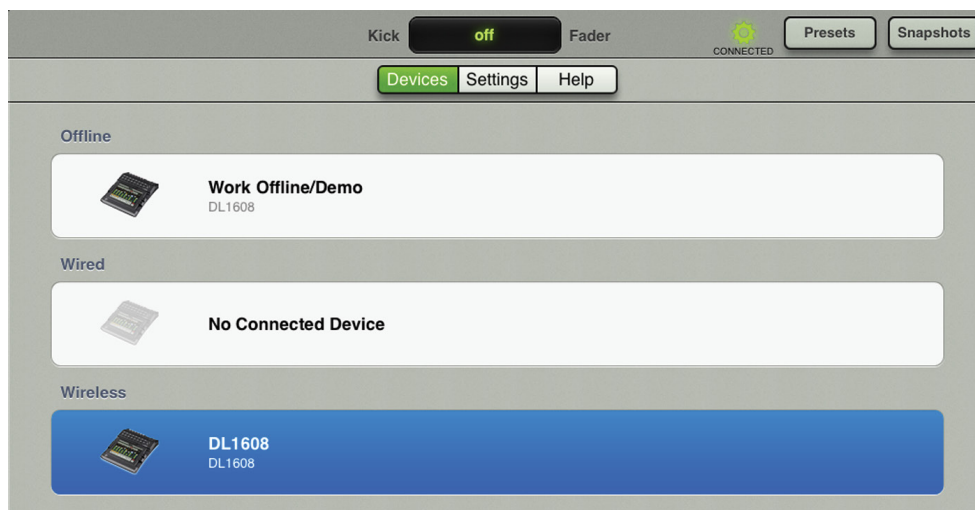 Kick off Fader
CONNECTED
Presets
Snapshots
Devices Settings Help
Offline
Work Offline/Demo
DL1608
Wired
No Connected Device
Wireless
DL1608
DL1608